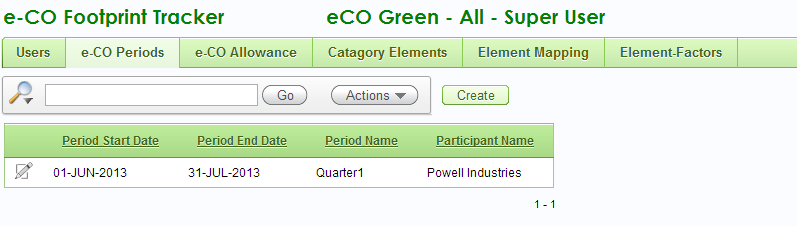 e-CO Footprint Tracker eCO Green - All - Super User
Users e-CO Periods e-CO Allowance Catagory Elements Element Mapping Element-Factors
Go Actions Create
Period Start Date Period End Date Period Name Participant Name
01-JUN-2013 31-JUL-2013 Quarter1 Powell Industries
1 - 1